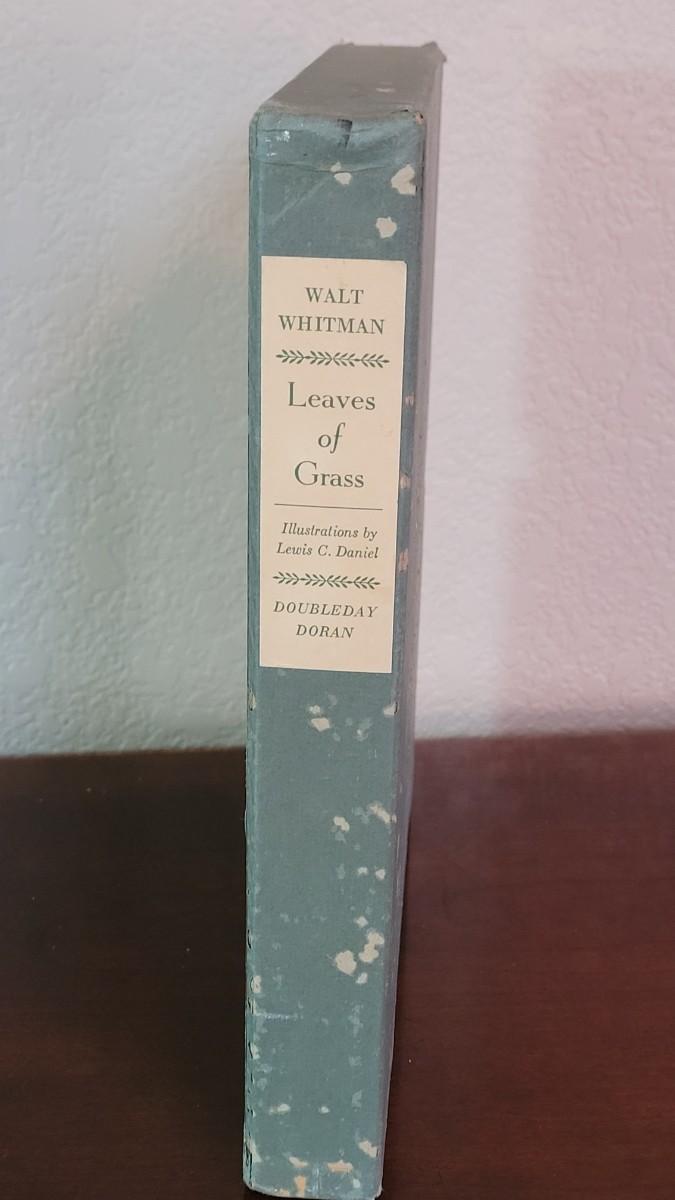 WALT
WHITMAN
Leaves
of
Grass
Illustrations by
Lewis C. Daniel
DOUBLEDAY
DORAN